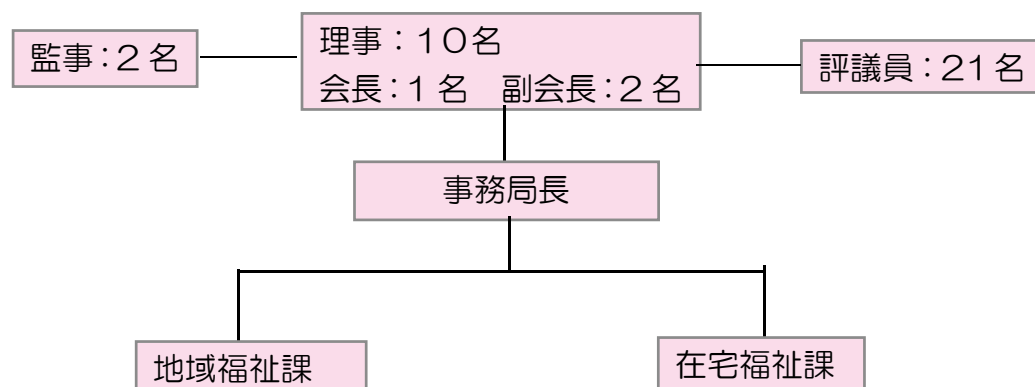 監事：2名
理事：10名
会長：1名　副会長：2名
評議員：21名
事務局長
地域福祉課
在宅福祉課